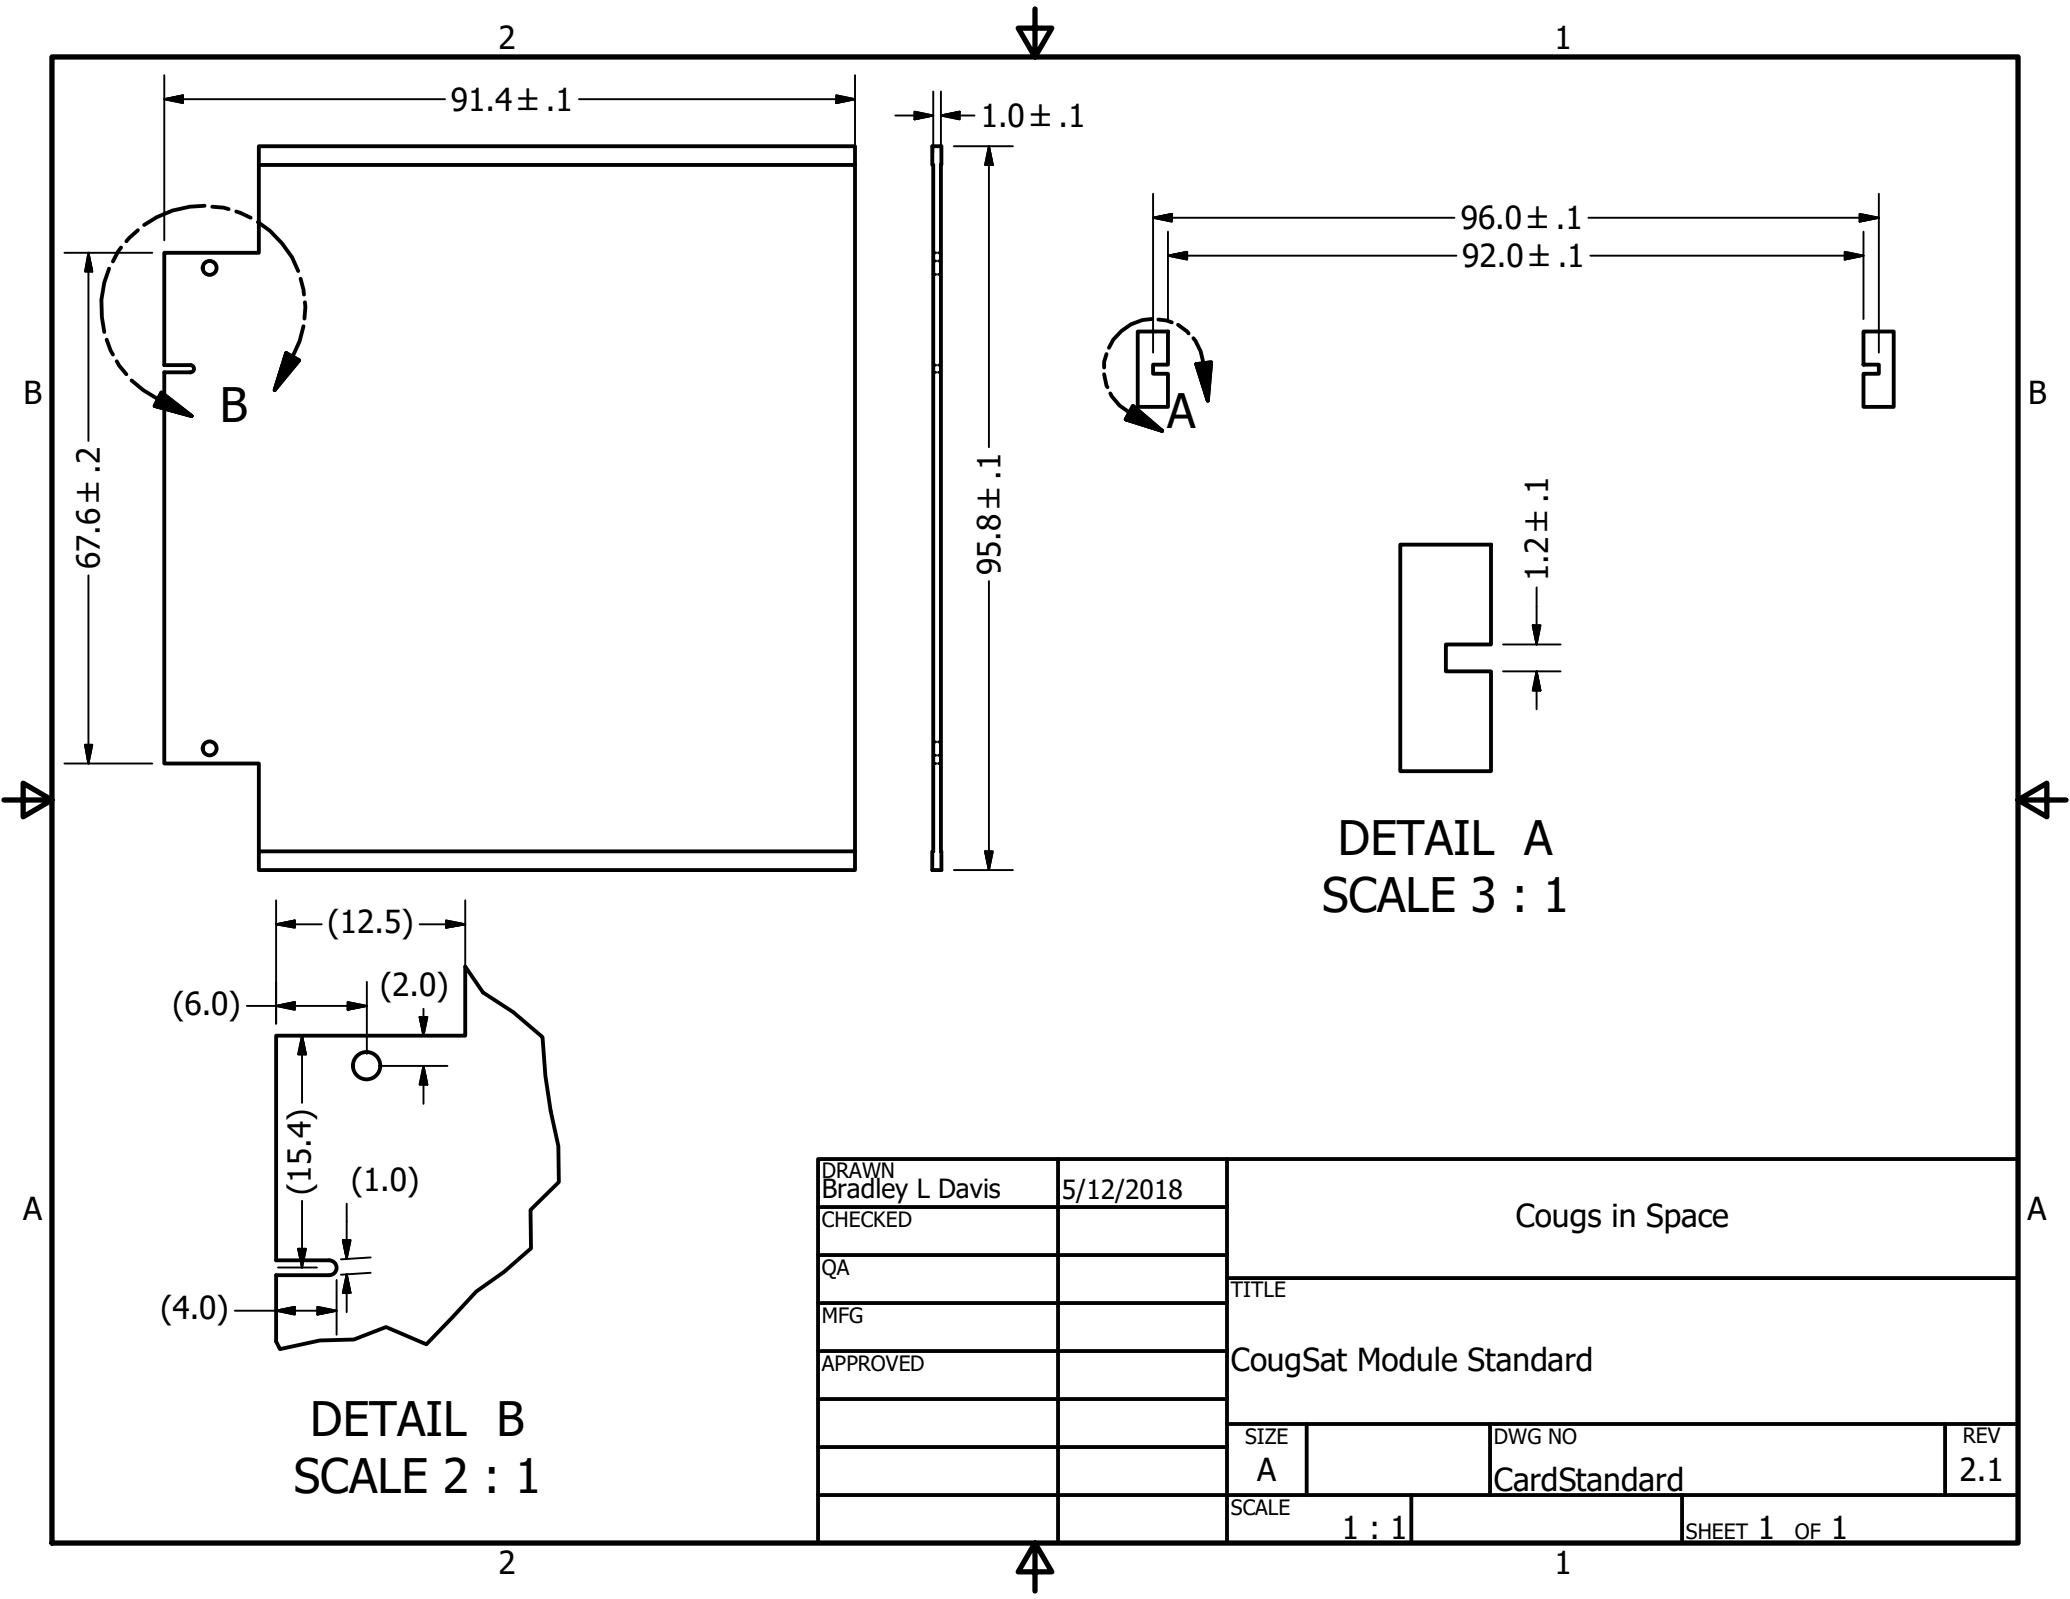 2
1
91.4± .1
1.0± .1
96.0± .1
92.0± .1
B
B
B
A
67.6± .2
95.8± .1
1.2± .1
DETAIL A
SCALE 3 : 1
(12.5)
(6.0)
(2.0)
(15.4)
(1.0)
(4.0)
DETAIL B
SCALE 2 : 1
A
A
DRAWN
Bradley L Davis
5/12/2018
CHECKED
QA
MFG
APPROVED
Cougs in Space
TITLE
CougSat Module Standard
SIZE
A
DWG NO
CardStandard
REV
2.1
SCALE
1 : 1
SHEET 1 OF 1
2
1